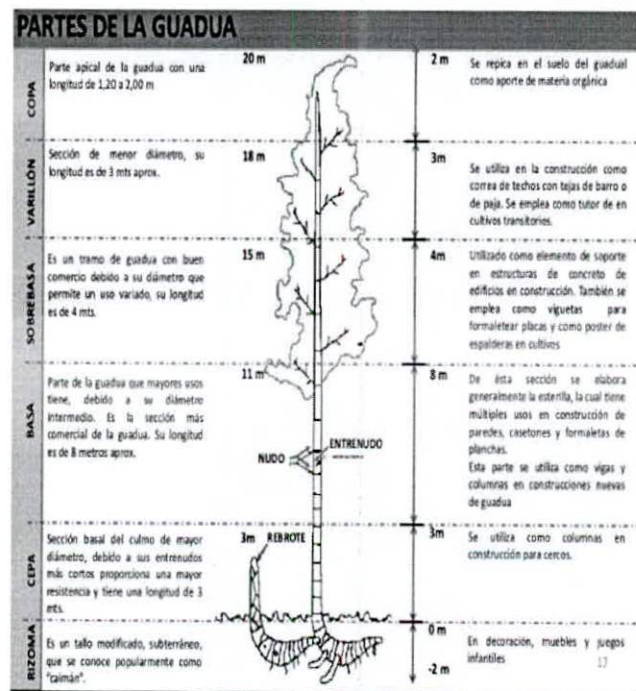 PARTES DE LA GUADUA
COPA
Parte apical de la guadua con una
longitud de 1,20 a 2,00 m
20 m
2 m
Se repica en el suelo del guadual
como aporte de materia orgánica
VARILLÓN
Sección de menor diámetro, su
longitud es de 3 mts aprox.
18 m
3m
Se utiliza en la construcción como
correa de techos con tejas de barro o
de paja. Se emplea como tutor de en
cultivos transitorios.
SOBREBASA
Es un tramo de guadua con buen
comercio debido a su diámetro que
permite un uso variado, su longitud
es de 4 mts.
15 m
4m
Utilizado como elemento de soporte
en estructuras de concreto de
edificios en construcción. También se
emplea como viguetas para
formaletear placas y como poster de
espalderas en cultivos
BASA
Parte de la guadua que mayores usos
tiene, debido a su diámetro
intermedio. Es la sección más
comercial de la guadua. Su longitud
es de 8 metros aprox.
11 m
8 m
De ésta sección se elabora
generalmente la esterilla, la cual tiene
múltiples usos en construcción de
paredes, casetones y formaletas de
planchas.
Esta parte se utiliza como vigas y
columnas en construcciones nuevas
de guadua
NUDO
ENTRENUDO
CEPA
Sección basal del culmo de mayor
diámetro, debido a sus entrenudos
más cortos proporciona una mayor
resistencia y tiene una longitud de 3
mts.
3m REBROTE
3m
Se utiliza como columnas en
construcción para cercos.
RIZOMA
Es un tallo modificado, subterráneo,
que se conoce popularmente como
"caimán".
0 m
-2 m
En decoración, muebles y juegos
infantiles
17